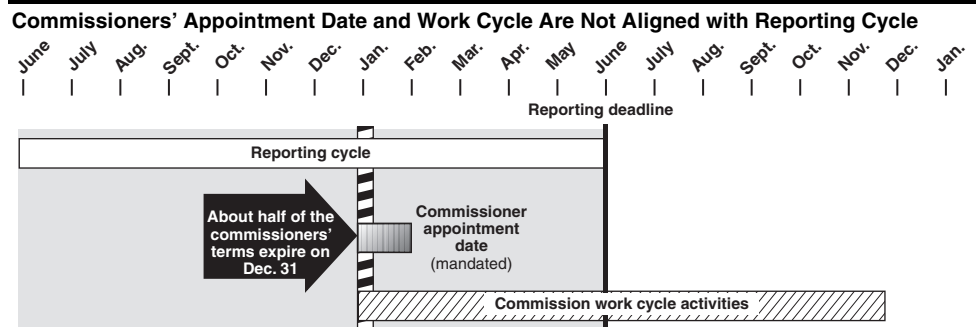 Commissioners’ Appointment Date and Work Cycle Are Not Aligned with Reporting Cycle
June July Aug. Sept. Oct. Nov. Dec. Jan. Feb. Mar. Apr. May June July Aug. Sept. Oct. Nov. Dec. Jan.
Reporting deadline
Reporting cycle
About half of the
commissioners’
terms expire on
Dec. 31
Commissioner
appointment
date
(mandated)
Commission work cycle activities